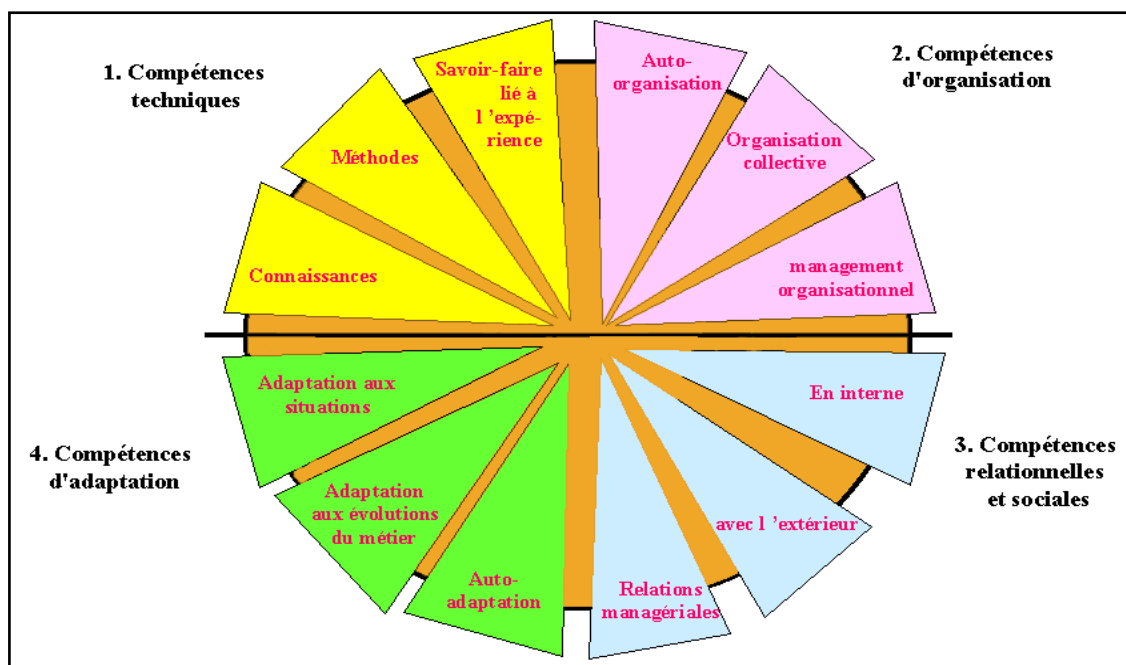 1. Compétences
techniques
Savoir-faire
lié à
l ’expé-
rience
Méthodes
Connaissances
2. Compétences
d'organisation
Auto-
organisation
Organisation
collective
management
organisationnel
3. Compétences
relationnelles
et sociales
En interne
avec l ’extérieur
Relations
managériales
4. Compétences
d'adaptation
Adaptation aux
situations
Adaptation
aux évolutions
du métier
Auto-
adaptation